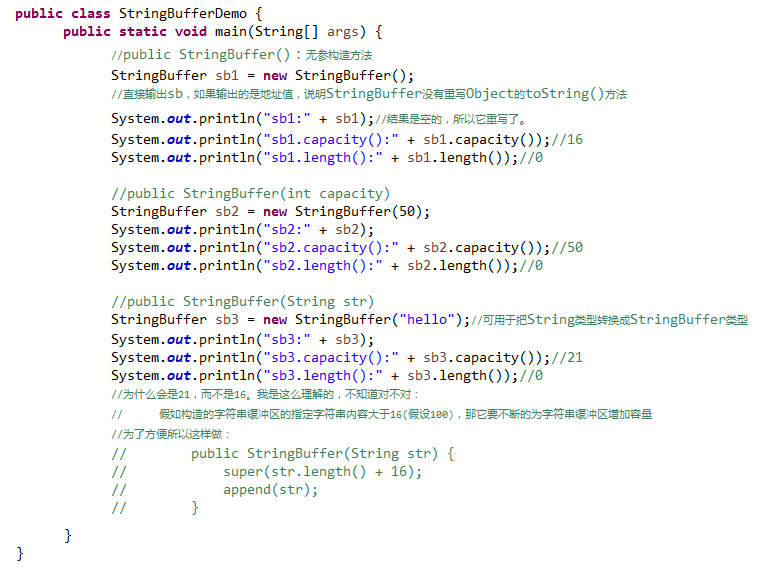 public class StringBufferDemo {
public static void main(String[] args) {
//public StringBuffer()：无参构造方法
StringBuffer sb1 = new StringBuffer();
//直接输出sb，如果输出的是地址值，说明StringBuffer没有重写Object的toString()方法
System.out.println("sb1:" + sb1);//结果是空的，所以它重写了。
System.out.println("sb1.capacity():" + sb1.capacity());//16
System.out.println("sb1.length():" + sb1.length());//0
//public StringBuffer(int capacity)
StringBuffer sb2 = new StringBuffer(50);
System.out.println("sb2:" + sb2);
System.out.println("sb2.capacity():" + sb2.capacity());//50
System.out.println("sb2.length():" + sb2.length());//0
//public StringBuffer(String str)
StringBuffer sb3 = new StringBuffer("hello");//可用于把String类型转换成StringBuffer类型
System.out.println("sb3:" + sb3);
System.out.println("sb3.capacity():" + sb3.capacity());//21
System.out.println("sb3.length():" + sb3.length());//0
//为什么会是21，而不是16。我是这么理解的，不知道对不对：
// 假如构造的字符串缓冲区的指定字符串内容大于16(假设100)，那它要不断的为字符串缓冲区增加容量
//为了方便所以这样做：
// public StringBuffer(String str) {
// super(str.length() + 16);
// append(str);
// }
}
}